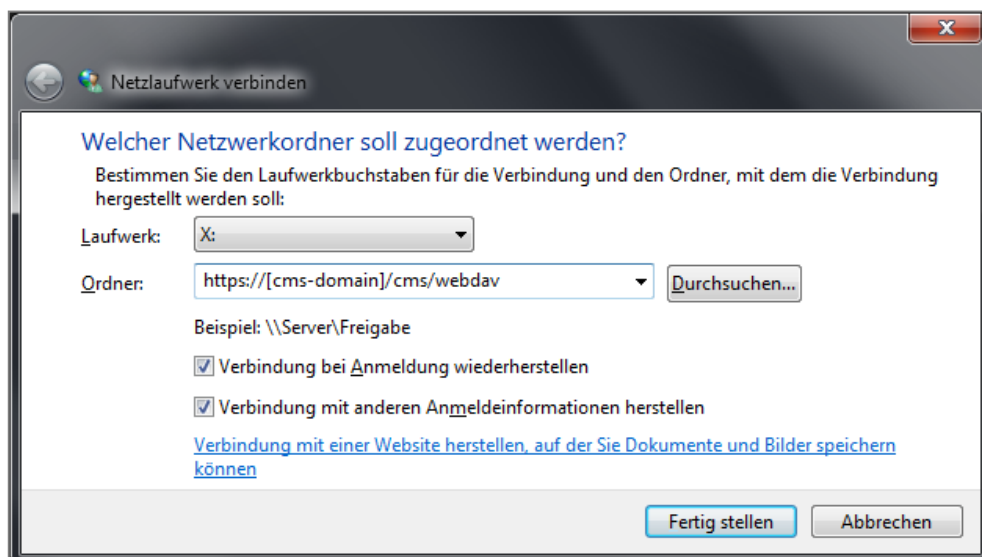 Netzlaufwerk verbinden
Welcher Netzwerkordner soll zugeordnet werden?
Bestimmen Sie den Laufwerkbuchstaben für die Verbindung und den Ordner, mit dem die Verbindung
hergestellt werden soll:
Laufwerk: X:
Ordner: https://[cms-domain]/cms/webdav Durchsuchen...
Beispiel: \\Server\Freigabe
Verbindung bei Anmeldung wiederherstellen
Verbindung mit anderen Anmeldeinformationen herstellen
Verbindung mit einer Website herstellen, auf der Sie Dokumente und Bilder speichern
können
Fertig stellen Abbrechen